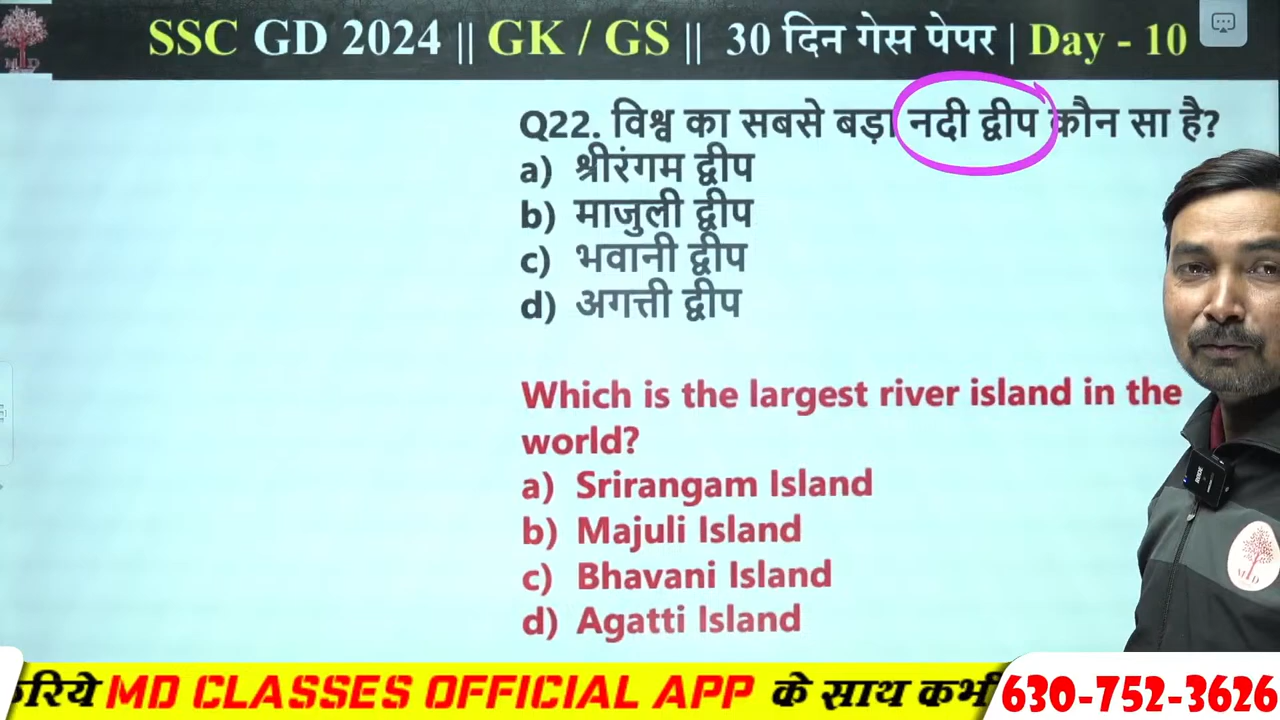 SSC GD 2024 || GK / GS || 30 दिन गेस पेपर | Day - 10
Q22. विश्व का सबसे बड़ा नदी द्वीप कौन सा है?
a) श्रीरंगम द्वीप
b) माजुली द्वीप
c) भवानी द्वीप
d) अगत्ती द्वीप
Which is the largest river island in the
world?
a) Srirangam Island
b) Majuli Island
c) Bhavani Island
d) Agatti Island
MD CLASSES OFFICIAL APP के साथ
630-752-3626